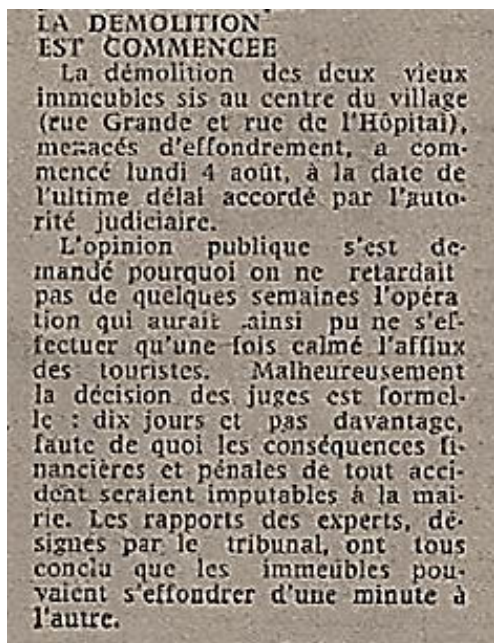 LA DEMOLITION
EST COMMENCEE
La démolition des deux vieux
immeubles sis au centre du village
(rue Grande et rue de l'Hôpital),
menacés d'effondrement, a com-
mencé lundi 4 août, à la date de
l'ultime délai accordé par l'auto-
rité judiciaire.
L'opinion publique s'est de-
mandé pourquoi on ne retardait
pas de quelques semaines l'opéra
tion qui aurait ainsi pu ne s'ef-
fectuer qu'une fois calmé l'afflux
des touristes. Malheureusement
la décision des juges est formel-
le : dix jours et pas davantage,
faute de quoi les conséquences fi-
nancières et pénales de tout acci-
dent seraient imputables à la mai-
rie. Les rapports des experts, dé-
signés par le tribunal, ont tous
conclu que les immeubles pou-
vaient s'effondrer d'une minute à
l'autre.